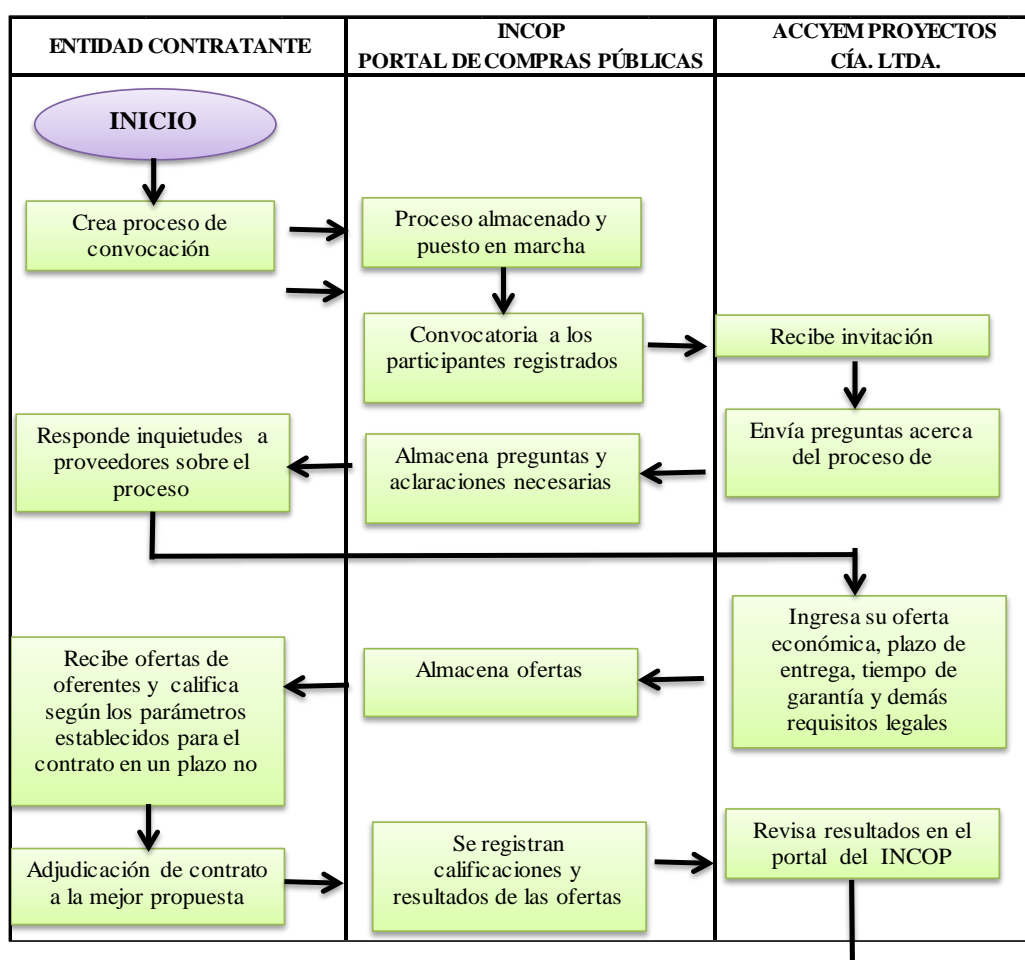 ENTIDAD CONTRATANTE
INCOP
PORTAL DE COMPRAS PÚBLICAS
ACCYEM PROYECTOS
CÍA. LTDA.
INICIO
Crea proceso de
convocación
Proceso almacenado y
puesto en marcha
Convocatoria a los
participantes registrados
Recibe invitación
Envía preguntas acerca
del proceso de
Almacena preguntas y
aclaraciones necesarias
Responde inquietudes a
proveedores sobre el
proceso
Ingresa su oferta
económica, plazo de
entrega, tiempo de
garantía y demás
requisitos legales
Almacena ofertas
Recibe ofertas de
oferentes y califica
según los parámetros
establecidos para el
contrato en un plazo no
Adjudicación de contrato
a la mejor propuesta
Se registran
calificaciones y
resultados de las ofertas
Revisa resultados en el
portal del INCOP